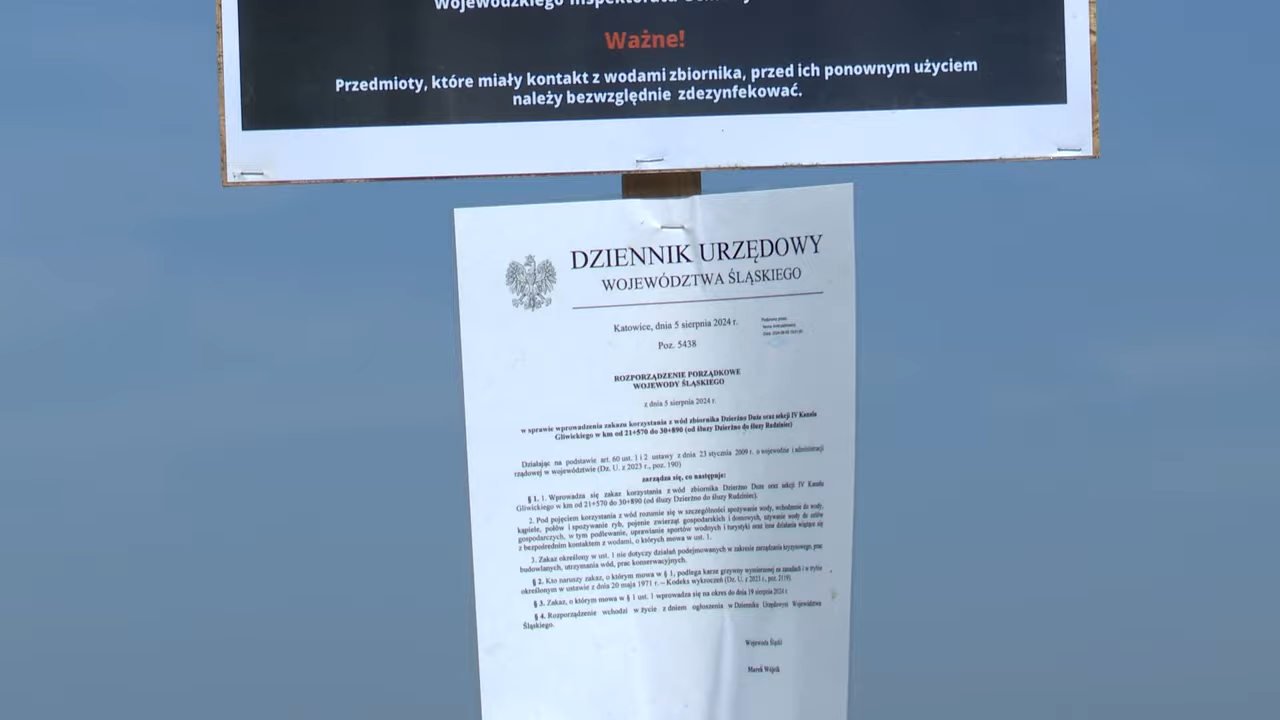 Wojewódzkiego Inspektoratu
Ważne!
Przedmioty, które miały kontakt z wodami zbiornika, przed ich ponownym użyciem
należy bezwzględnie zdezynfekować.
DZIENNIK URZĘDOWY
WOJEWÓDZTWA ŚLĄSKIEGO
Katowice, dnia 5 sierpnia 2024 r.
Poz. 5438
ROZPORZĄDZENIE PORZĄDKOWE
WOJEWODY ŚLĄSKIEGO
z dnia 5 sierpnia 2024 r.
w sprawie wprowadzenia zakazu korzystania z wód zbiornika Dzierżno Duże oraz sekcji IV Kanału
Gliwickiego w km od 21+570 do 30+890 (od śluzy Dzierżno do śluzy Rudziniec)
Działając na podstawie art. 60 ust. 1 i 2 ustawy z dnia 23 stycznia 2009 r. o wojewodzie i administracji
rządowej w województwie (Dz. U. z 2023 r., poz. 190)
zarządza się, co następuje:
§ 1. 1. Wprowadza się zakaz korzystania z wód zbiornika Dzierżno Duże oraz sekcji IV Kanału
Gliwickiego w km od 21+570 do 30+890 (od śluzy Dzierżno do śluzy Rudziniec).
2. Pod pojęciem korzystania z wód rozumie się w szczególności spożywanie wody, wchodzenie do wody,
kąpiele, połów i spożywanie ryb, pojenie zwierząt gospodarskich i domowych, używanie wody do celów
gospodarczych, w tym podlewanie, uprawianie sportów wodnych i turystyki oraz inne działania wiążące się
z bezpośrednim kontaktem z wodami, o których mowa w ust. 1.
3. Zakaz określony w ust. 1 nie dotyczy działań podejmowanych w zakresie zarządzania kryzysowego, prac
budowlanych, utrzymania wód, prac konserwacyjnych.
§ 2. Kto naruszy zakaz, o którym mowa w § 1, podlega karze grzywny wymierzanej na zasadach i w trybie
określonym w ustawie z dnia 20 maja 1971 r. – Kodeks wykroczeń (Dz. U. z 2023 r., poz. 2119).
§ 3. Zakaz, o którym mowa w § 1 ust. 1 wprowadza się na okres do dnia 19 sierpnia 2024 r.
§ 4. Rozporządzenie wchodzi w życie z dniem ogłoszenia w Dzienniku Urzędowym Województwa
Śląskiego.
Wojewoda Śląski
Marek Wójcik